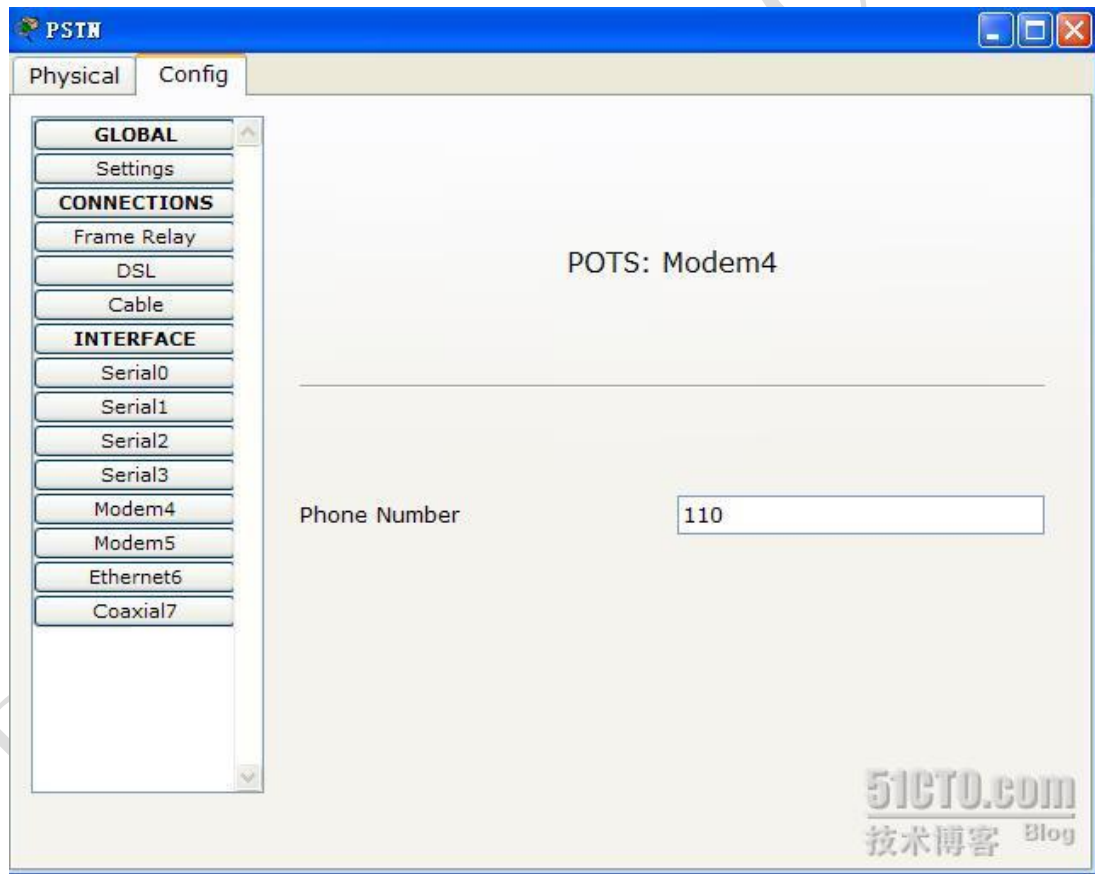 PSTN
Physical
Config
GLOBAL
Settings
CONNECTIONS
Frame Relay
DSL
Cable
INTERFACE
Serial0
Serial1
Serial2
Serial3
Modem4
Modem5
Ethernet6
Coaxial7
POTS: Modem4
Phone Number
110
51CTO.com
技术博客 Blog